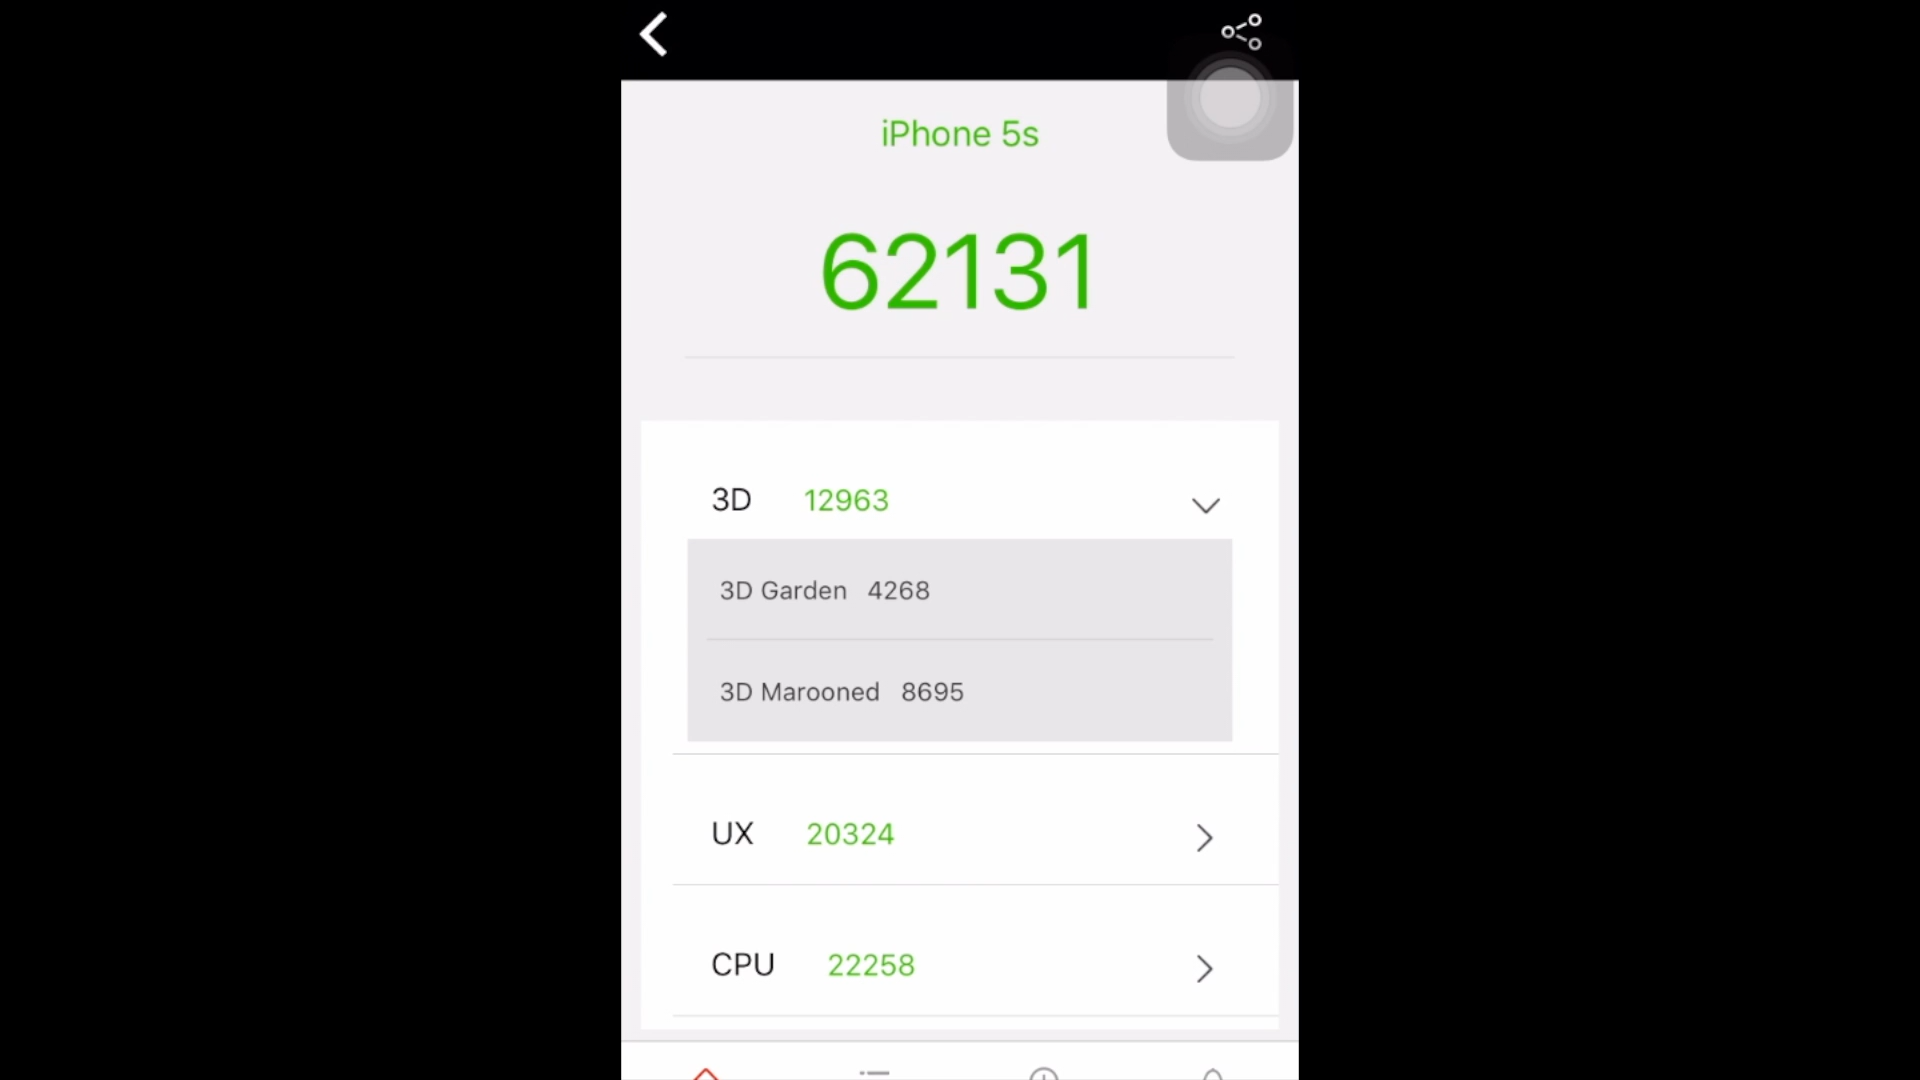 iPhone 5s
62131
3D 12963
3D Garden 4268
3D Marooned 8695
UX 20324
CPU 22258